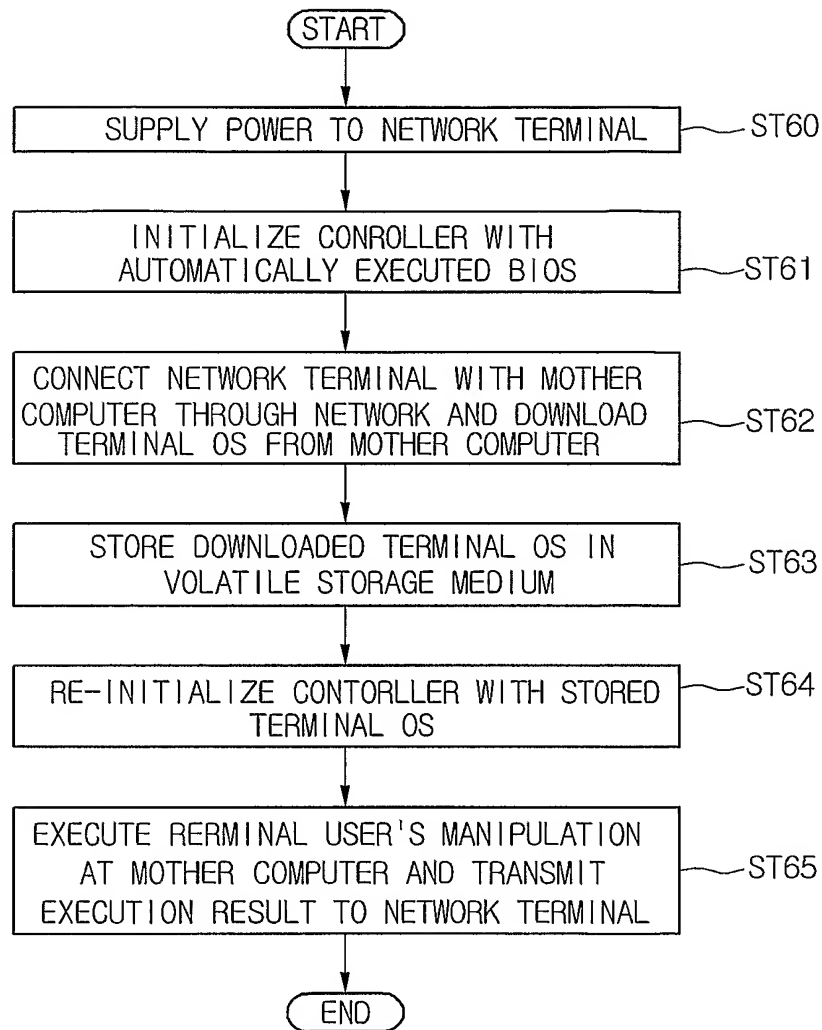 START
SUPPLY POWER TO NETWORK TERMINAL
ST60
INITIALIZE CONROLLER WITH
AUTOMATICALLY EXECUTED BIOS
ST61
CONNECT NETWORK TERMINAL WITH MOTHER
COMPUTER THROUGH NETWORK AND DOWNLOAD
TERMINAL OS FROM MOTHER COMPUTER
ST62
STORE DOWNLOADED TERMINAL OS IN
VOLATILE STORAGE MEDIUM
ST63
RE-INITIALIZE CONTORLLER WITH STORED
TERMINAL OS
ST64
EXECUTE RERMINAL USER'S MANIPULATION
AT MOTHER COMPUTER AND TRANSMIT
EXECUTION RESULT TO NETWORK TERMINAL
ST65
END